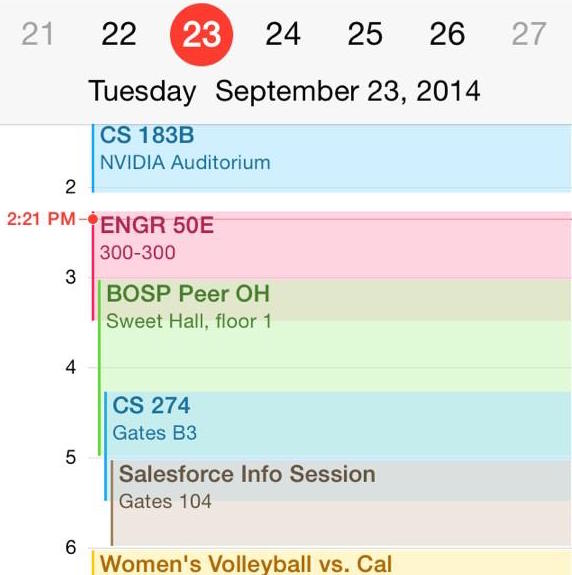 21 22 23 24 25 26 27
Tuesday September 23, 2014
CS 183B
NVIDIA Auditorium
2
2:21 PM
ENGR 50E
300-300
3
BOSP Peer OH
Sweet Hall, floor 1
4
CS 274
Gates B3
5
Salesforce Info Session
Gates 104
6
Women's Volleyball vs. Cal